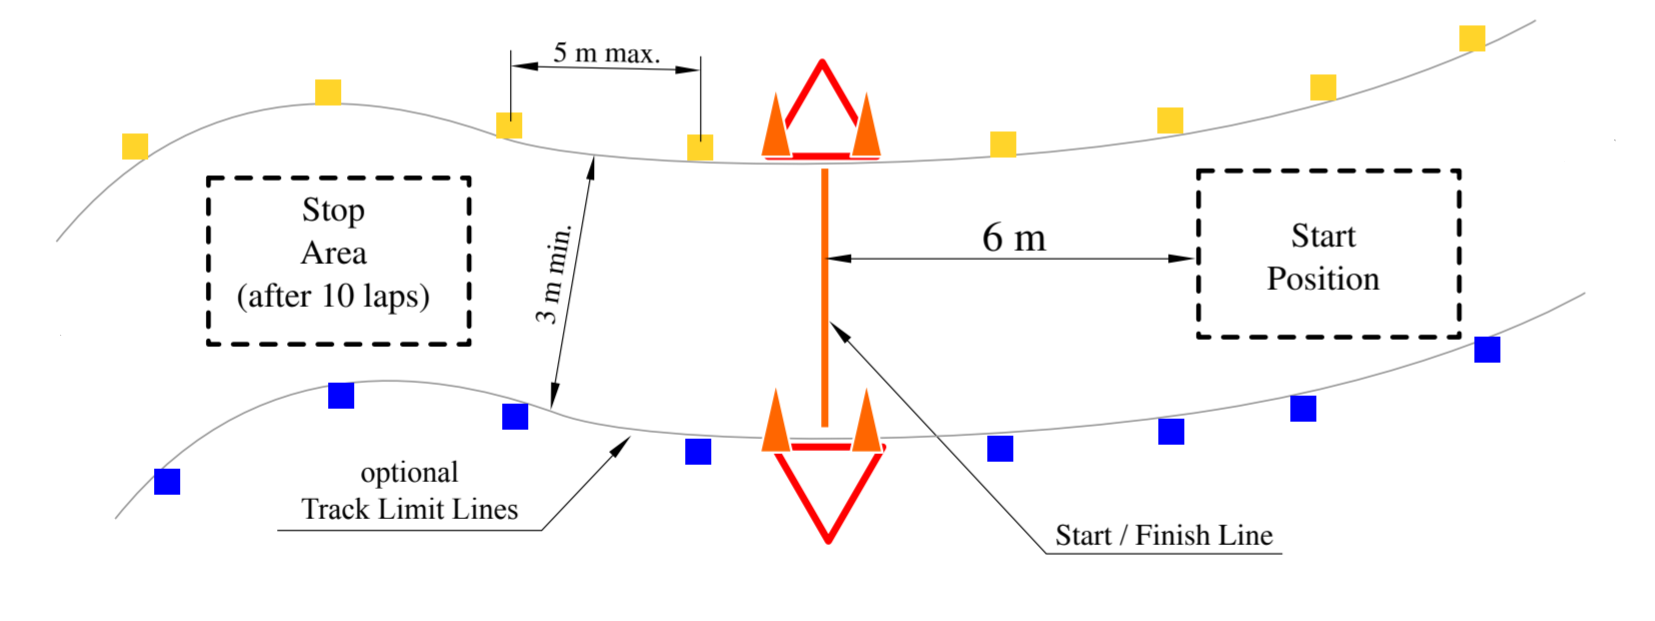 5 m max.
Stop
Area
(after 10 laps)
3 m min.
6 m
Start
Position
optional
Track Limit Lines
Start / Finish Line